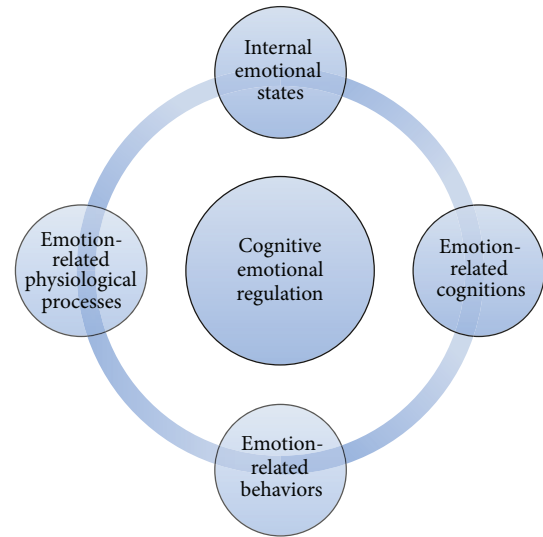 Internal
emotional
states
Emotion-
related
physiological
processes
Cognitive
emotional
regulation
Emotion-
related
cognitions
Emotion-
related
behaviors